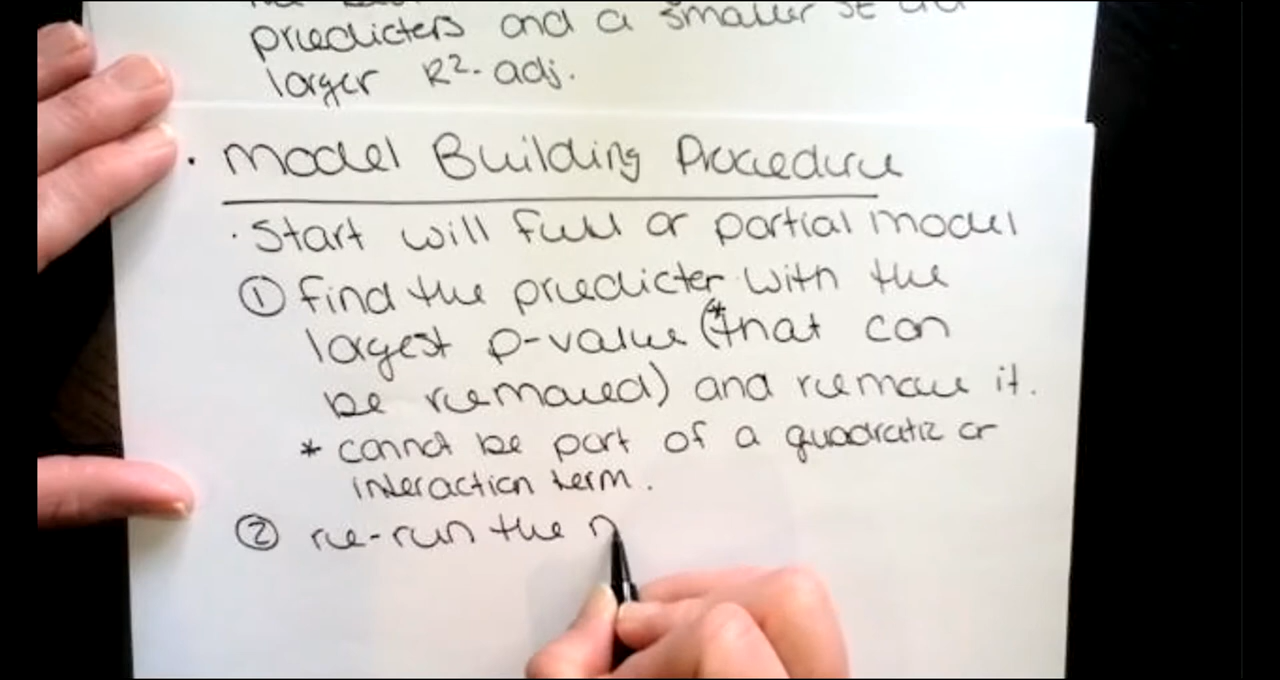 predicters and a smaller SE and
larger R²-adj.
• Model Building Procedure
• Start will full or partial model
① find the predicter with the
largest p-value (*that can
be removed) and remove it.
* cannot be part of a quadratic or
interaction term.
② re-run the